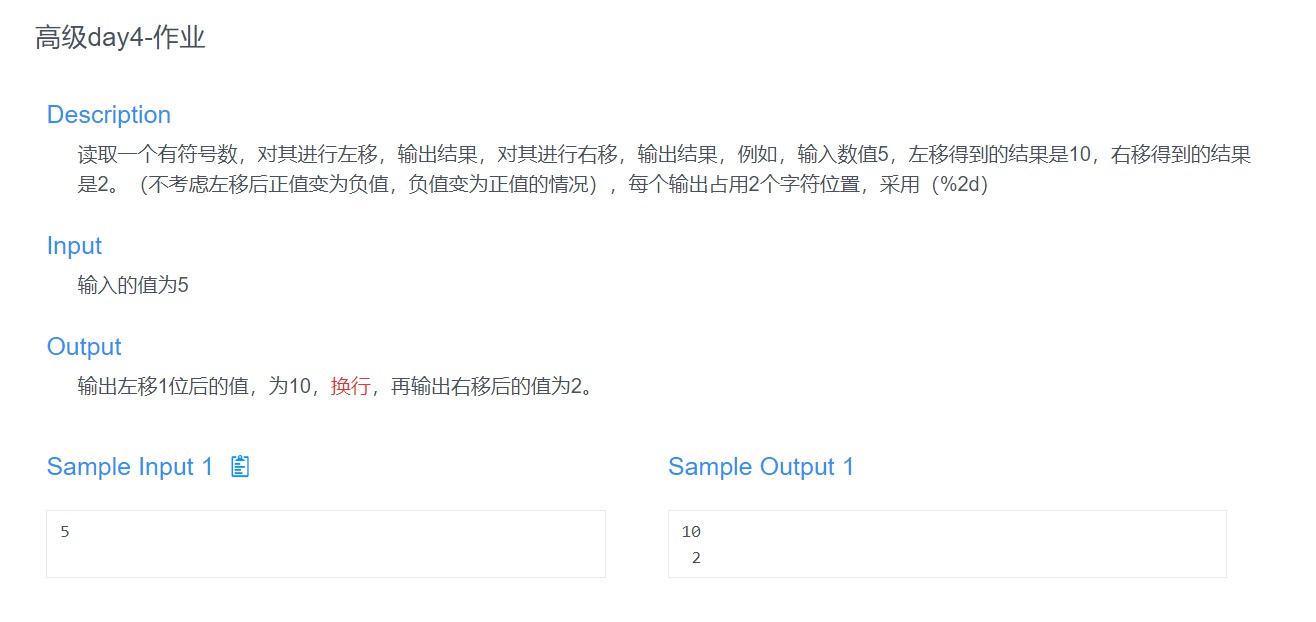 高级day4-作业
Description
读取一个有符号数，对其进行左移，输出结果，对其进行右移，输出结果，例如，输入数值5，左移得到的结果是10，右移得到的结果
是2。（不考虑左移后正值变为负值，负值变为正值的情况），每个输出占用2个字符位置，采用（%2d）
Input
输入的值为5
Output
输出左移1位后的值，为10，换行，再输出右移后的值为2。
Sample Input 1
5
Sample Output 1
10
2